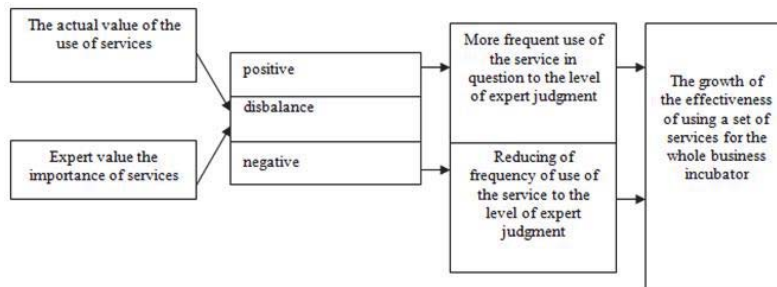 The actual value of the
use of services
Expert value the
importance of services
positive
disbalance
negative
More frequent use of
the service in
question to the level
of expert judgment
Reducing of
frequency of use of
the service to the
level of expert
judgment
The growth of
the effectiveness
of using a set of
services for the
whole business
incubator